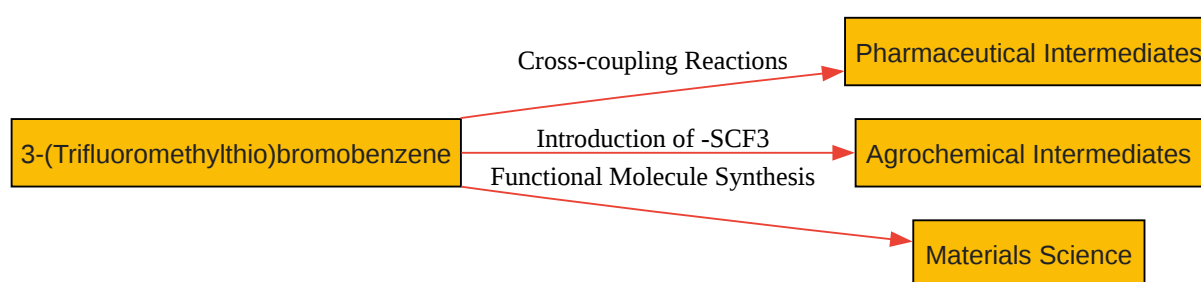 Pharmaceutical Intermediates
Cross-coupling Reactions
3-(Trifluoromethylthio)bromobenzene
Introduction of -SCF3
Agrochemical Intermediates
Functional Molecule Synthesis
Materials Science